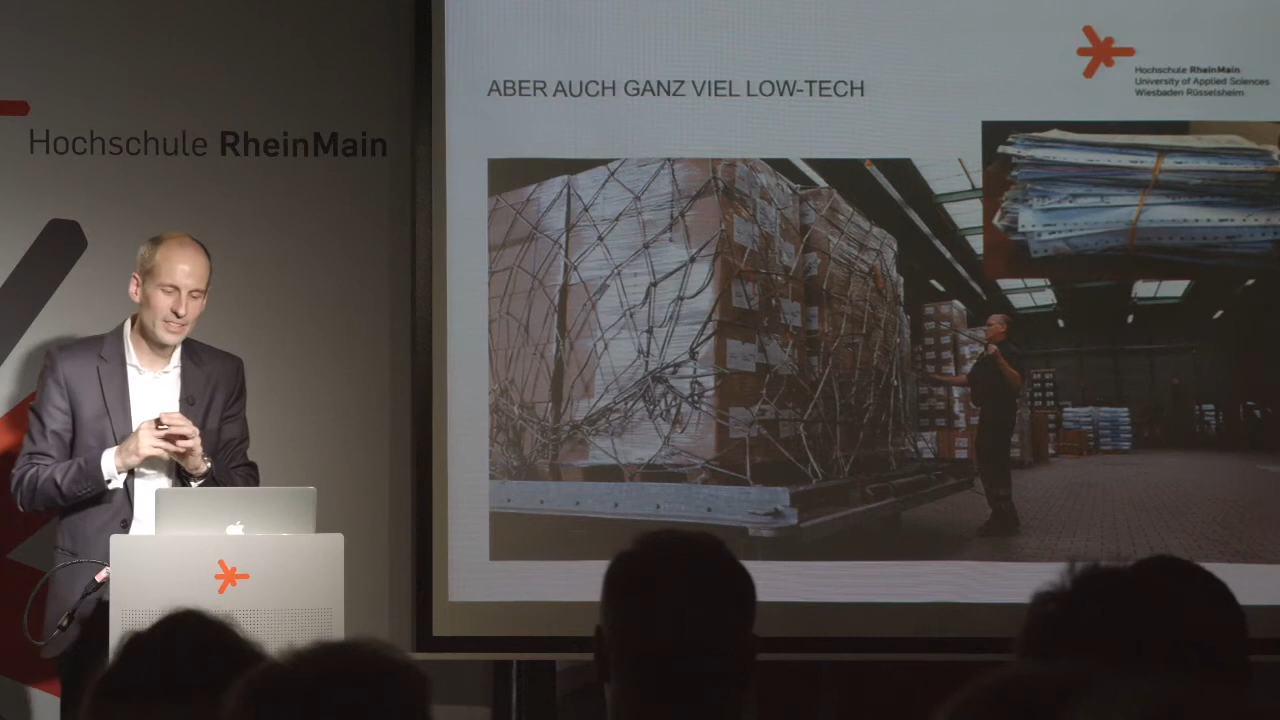 Hochschule RheinMain
ABER AUCH GANZ VIEL LOW-TECH
Hochschule RheinMain
University of Applied Sciences
Wiesbaden Rüsselsheim